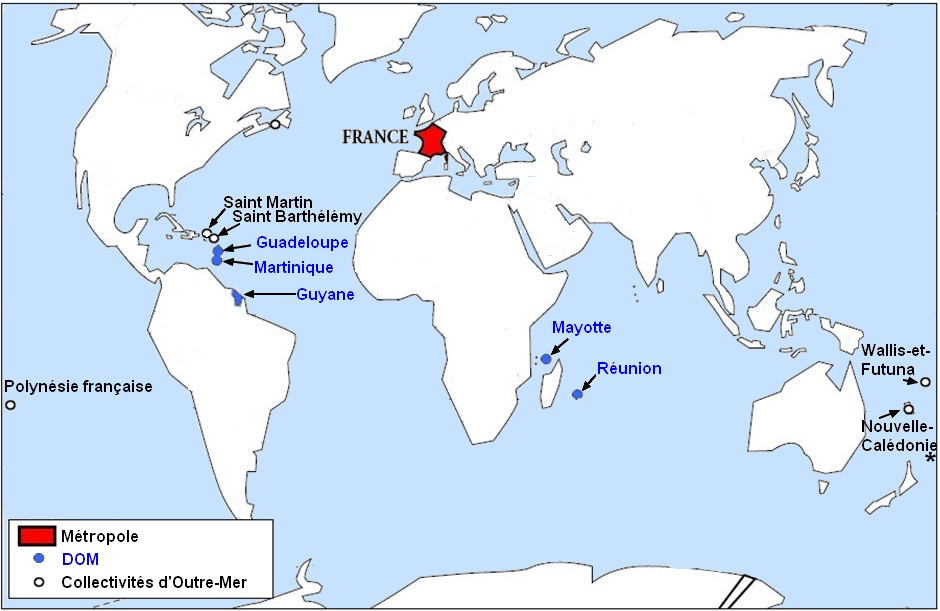 FRANCE
Saint Martin
Saint Barthélémy
Guadeloupe
Martinique
Guyane
Mayotte
Réunion
Wallis-et-
Futuna
Polynésie française
Nouvelle-
Calédonie
*
Métropole
DOM
Collectivités d'Outre-Mer